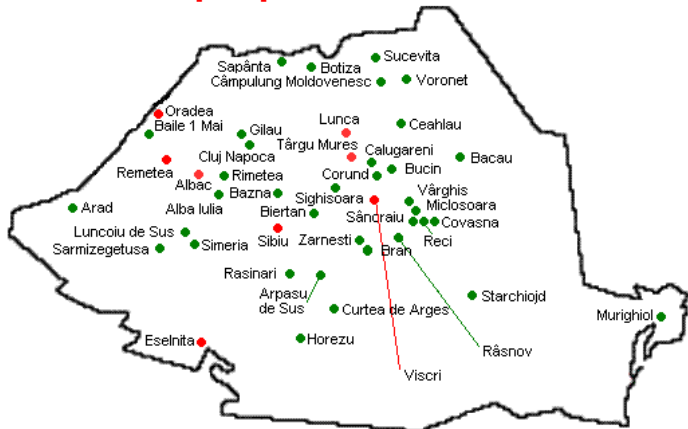 Sucevita
Sapânta
Botiza
Câmpulung Moldovenesc
Voronet
Oradea
Baile 1 Mai
Gilau
Lunca
Ceahlau
Târgu Mures
Cluj Napoca
Calugareni
Bacau
Remetea
Rimetea
Corund
Bucin
Albac
Bazna
Sighisoara
Vârghis
Arad
Alba Iulia
Biertan
Miclosoara
Sâncraiu
Covasna
Luncoiu de Sus
Sibiu
Zarnesti
Reci
Sarmizegetusa
Simeria
Bran
Rasinari
Arpasu
de Sus
Starchiojd
Curtea de Arges
Murighiol
Eselnita
Horezu
Râsnov
Viscri